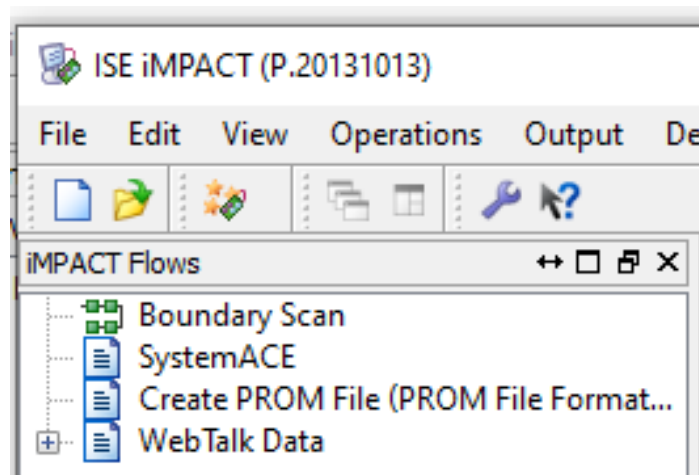 ISE iMPACT (P.20131013)
File Edit View Operations Output De
iMPACT Flows
Boundary Scan
SystemACE
Create PROM File (PROM File Format...
WebTalk Data